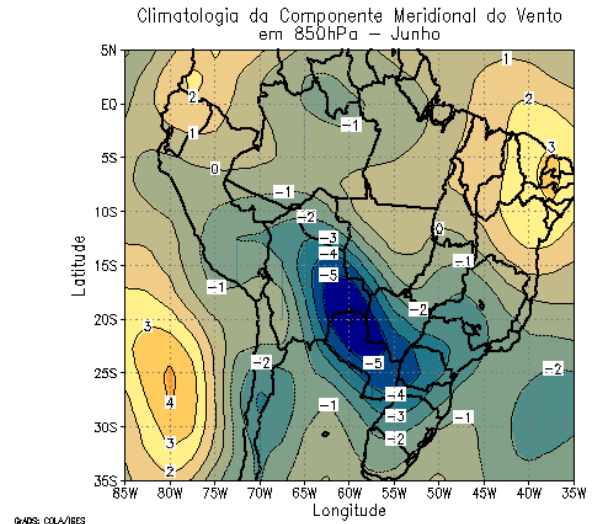 Climatologia da Componente Meridional do Vento
em 850hPa – Junho
5N
EQ
5S
10S
15S
20S
25S
30S
35S
Latitude
85W 80W 75W 70W 65W 60W 55W 50W 45W 40W 35W
Longitude
1
2
2
-1
1
3
0
-1
-2
0
-3
-4
-1
-5
-1
-2
3
-2
-5
-2
4
-4
-1
-3
-1
-2
3
2
GrADS: COLA/IGES